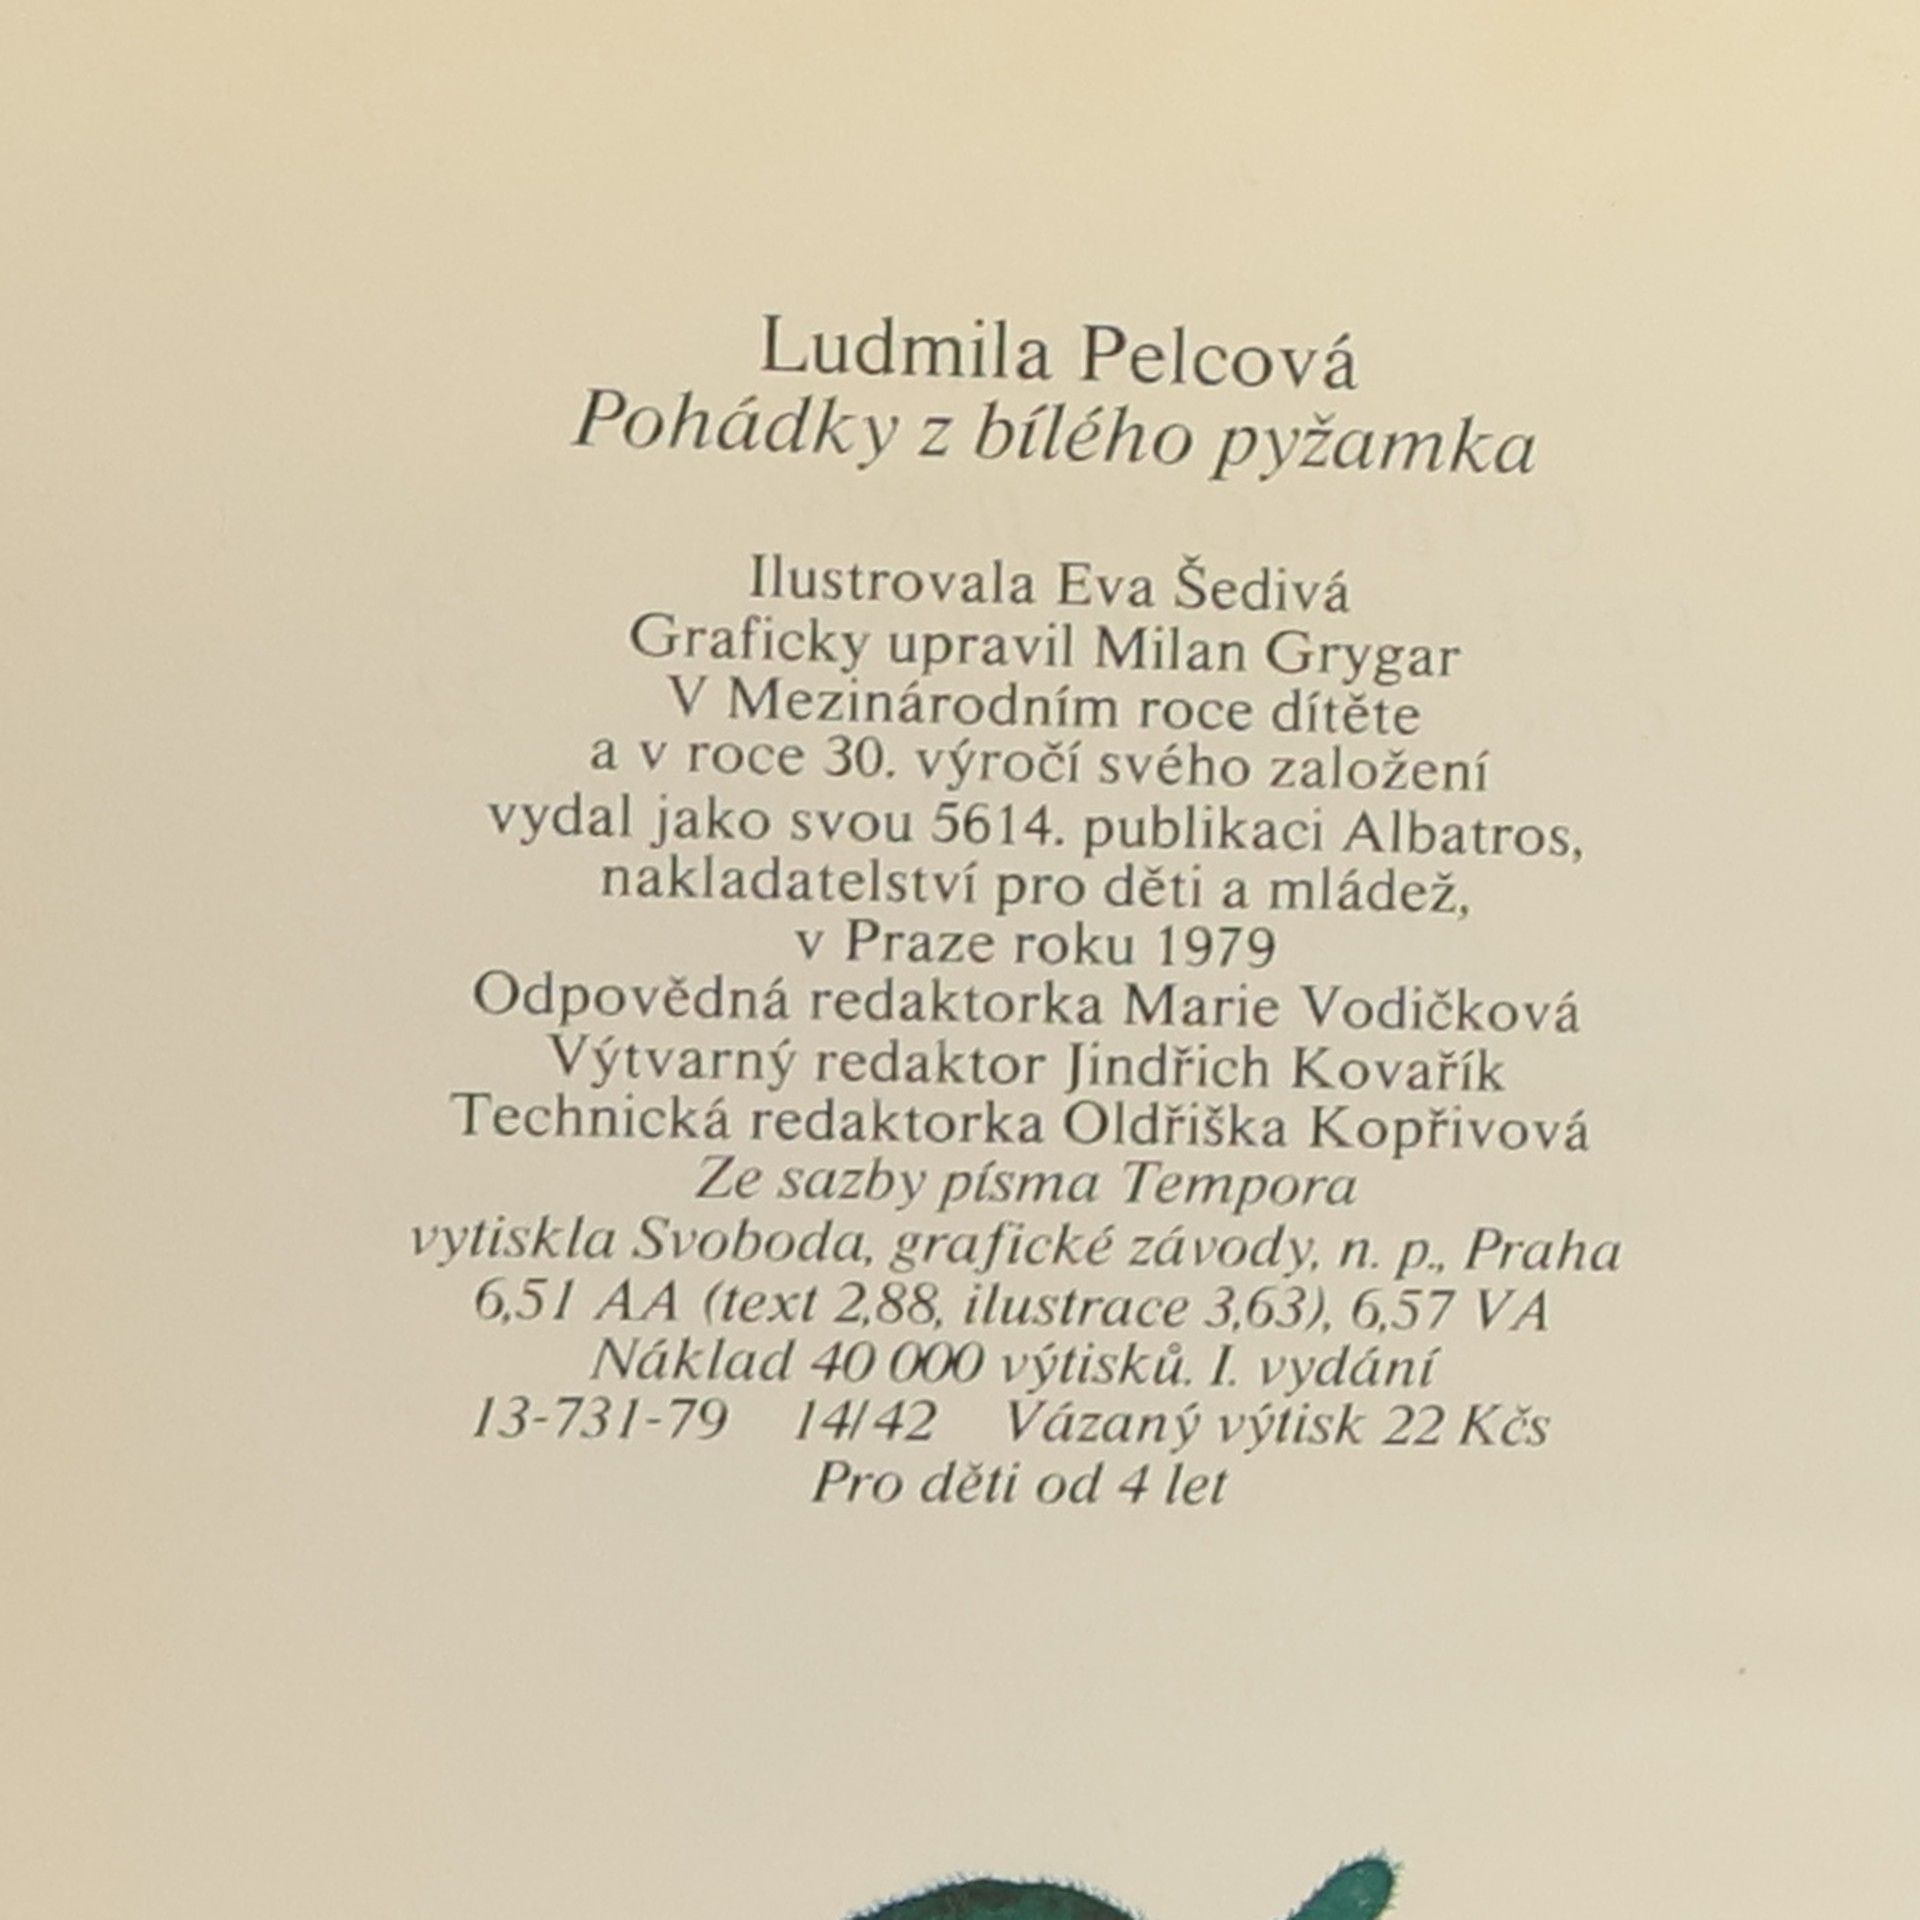 Ludmila Pelcová
Pohádky z bílého pyžamka
Ilustrovala Eva Šedivá
Graficky upravil Milan Grygar
V Mezinárodním roce dítěte
a v roce 30. výročí svého založení
vydal jako svou 5614. publikaci Albatros,
nakladatelství pro děti a mládež,
v Praze roku 1979
Odpovědná redaktorka Marie Vodičková
Výtvarný redaktor Jindřich Kovařík
Technická redaktorka Oldřiška Kopřivová
Ze sazby písma Tempora
vytiskla Svoboda, grafické závody, n. p., Praha
6,51 AA (text 2,88, ilustrace 3,63), 6,57 VA
Náklad 40 000 výtisků. I. vydání
13-731-79 14/42 Vázaný výtisk 22 Kčs
Pro děti od 4 let